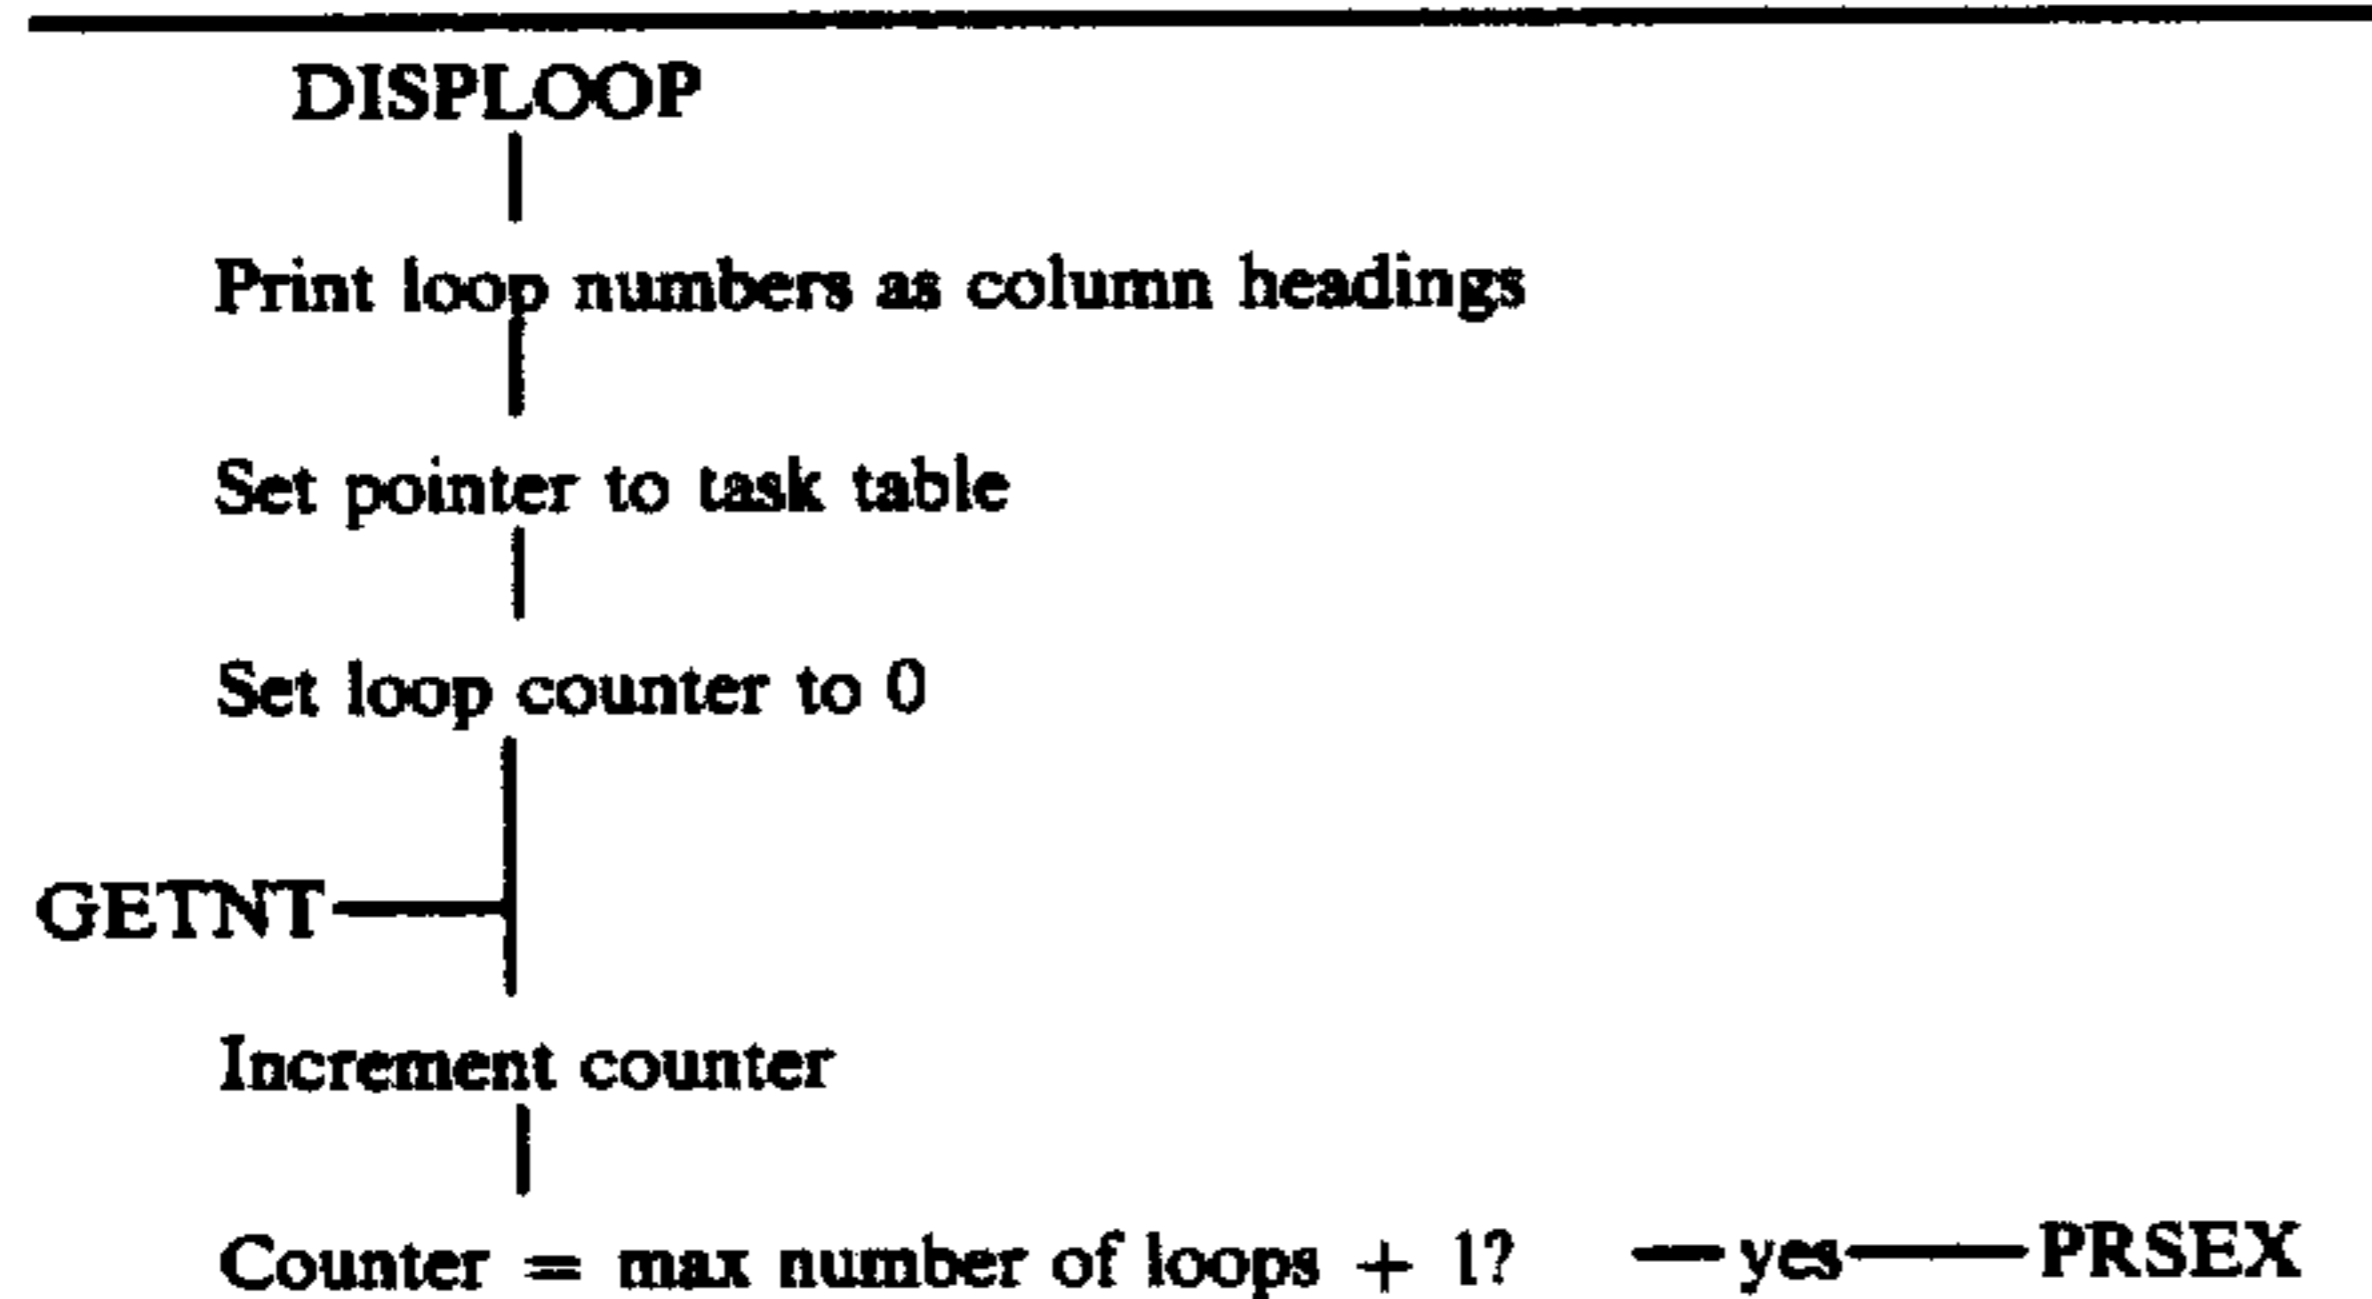 DISPLOOP
Print loop numbers as column headings
Set pointer to task table
Set loop counter to 0
GETNT
Increment counter
Counter = max number of loops + 1? yes PRSEX